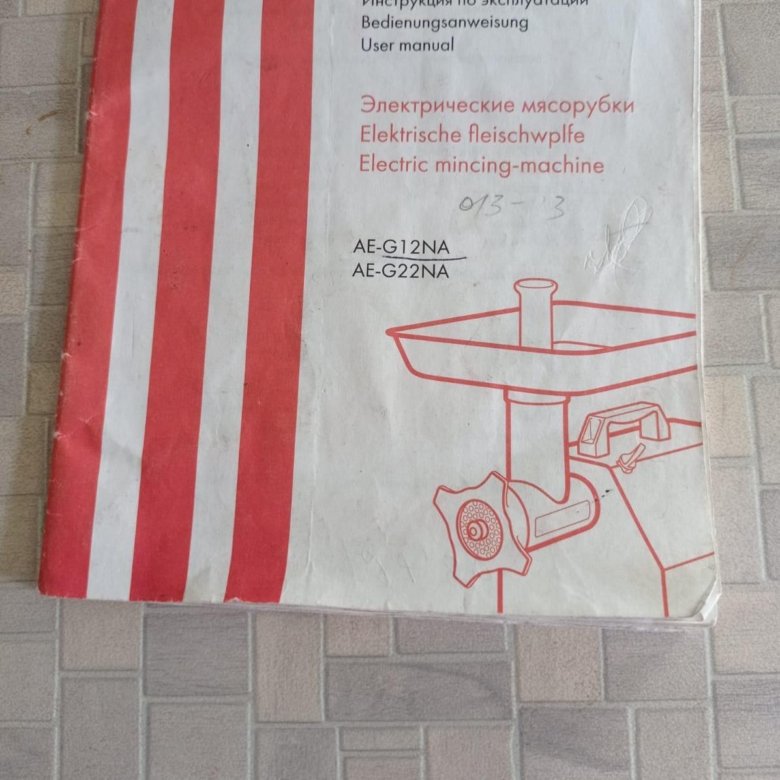 Инструкция по эксплуатации
Bedienungsanweisung
User manual
Электрические мясорубки
Elektrische fleischwplfe
Electric mincing-machine
013-3
AE-G12NA
AE-G22NA